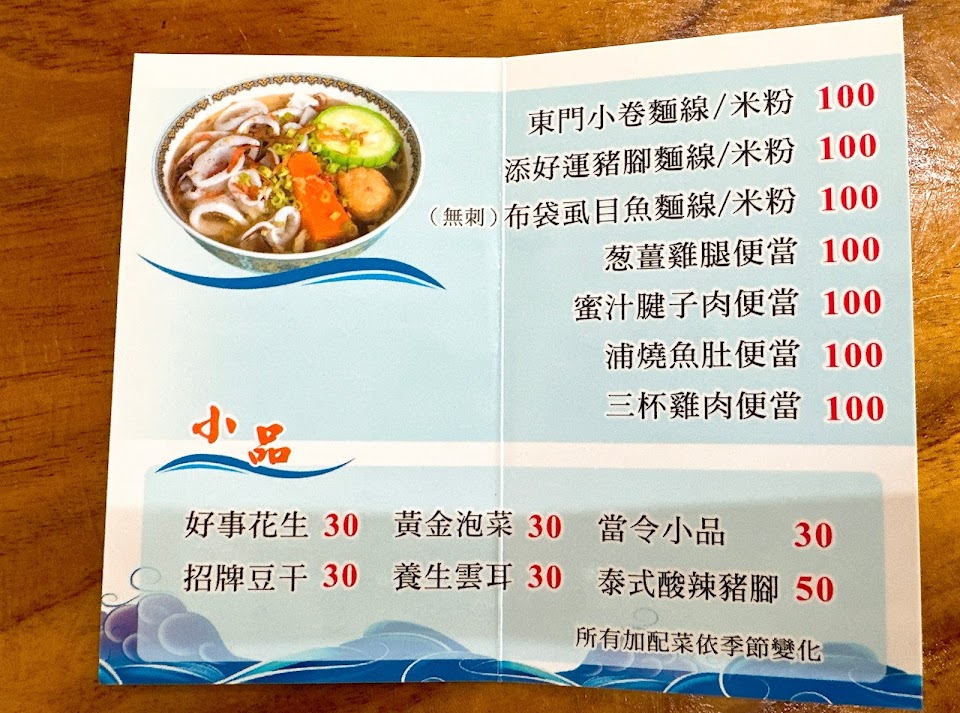 東門小卷麵線/米粉 100
添好運豬腳麵線/米粉 100
（無刺）布袋虱目魚麵線/米粉 100
葱薑雞腿便當 100
蜜汁腱子肉便當 100
浦燒魚肚便當 100
三杯雞肉便當 100
小品
好事花生 30 黃金泡菜 30 當令小品 30
招牌豆干 30 養生雲耳 30 泰式酸辣豬腳 50
所有加配菜依季節變化